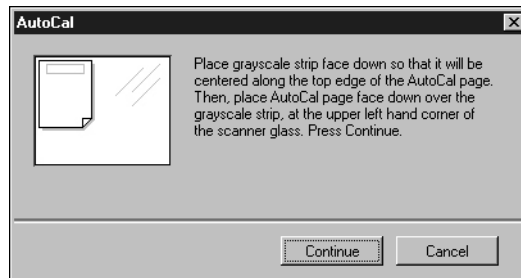 AutoCal
Place grayscale strip face down so that it will be
centered along the top edge of the AutoCal page.
Then, place AutoCal page face down over the
grayscale strip, at the upper left hand corner of
the scanner glass. Press Continue.
Continue
Cancel